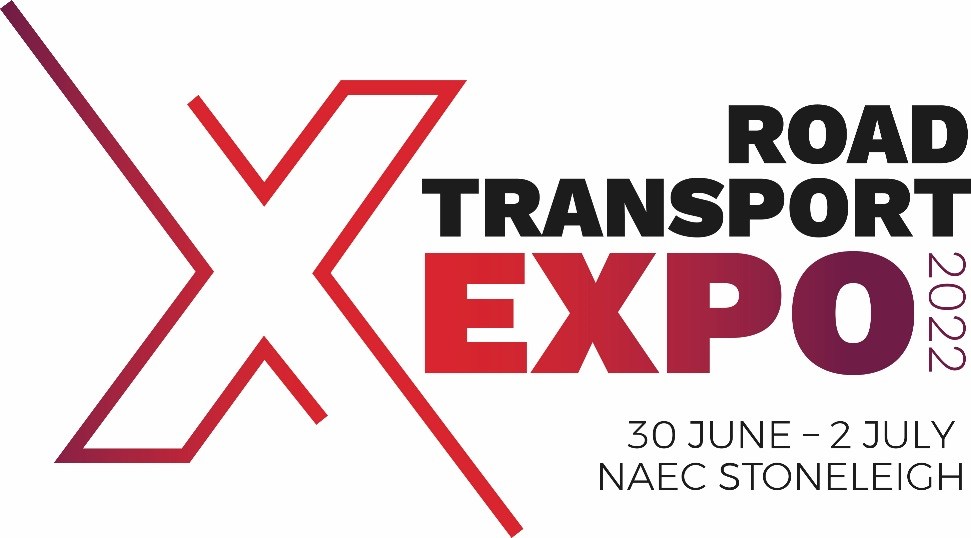 ROAD
TRANSPORT
EXPO 2022
30 JUNE – 2 JULY
NAEC STONELEIGH